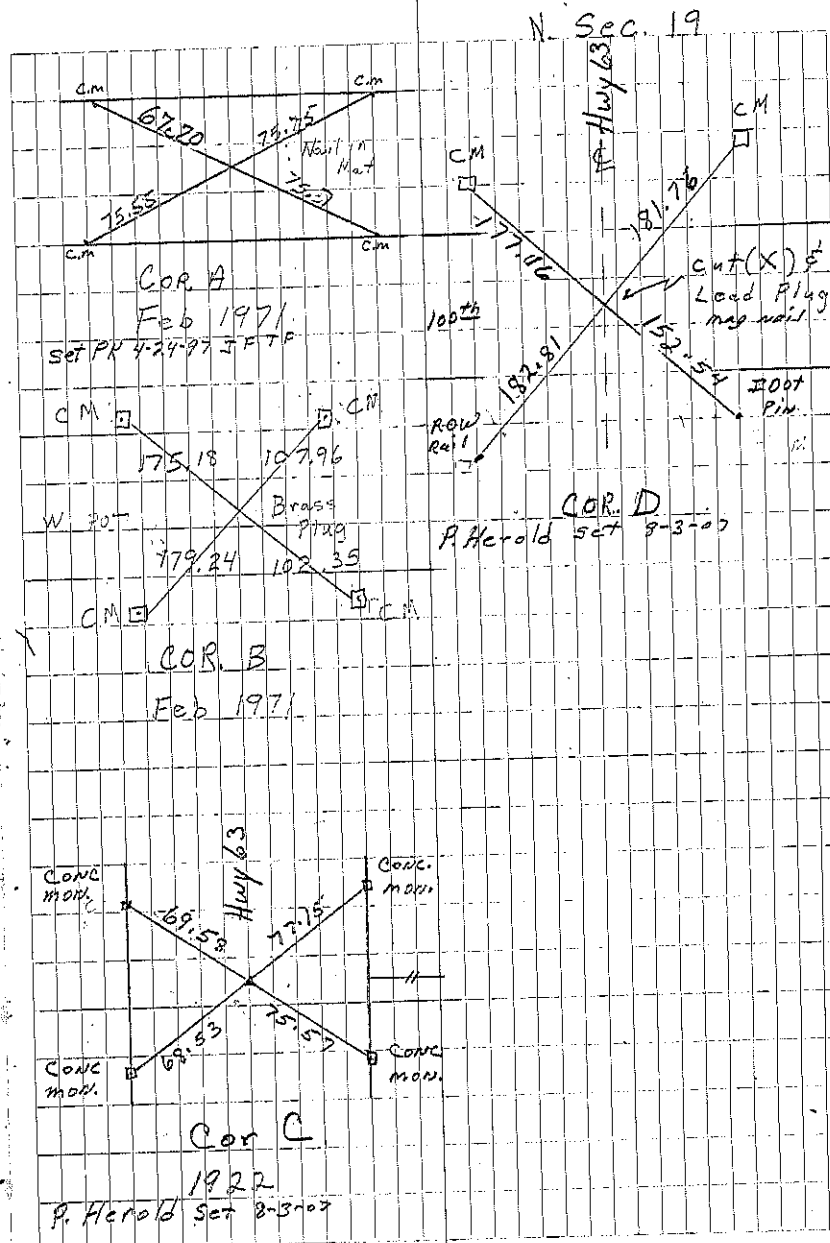 N. Sec. 19
C.M
C.M
67.20
75.75
Nail in
Mat
75.55
C.M
C.M
Cor A
Feb 1971
Set PK 4-24-97 JF TP
Hwy 63
CM
CM
177.06
181.76
Cut (X) &
Lead Plug
mag nail
100th
182.81
152.54
ROW
Rail
IDOT
Pin
COR. D
P. Herold set 8-3-07
CM
CM
175.18
107.96
Brass
Plug
179.24
102.35
CM
CM
COR. B
Feb 1971
Hwy 63
CONC
MON.
CONC.
MON.
77.75
68.53
75.57
CONC
MON.
CONC
MON.
Cor C
1922
P. Herold Set 8-3-07